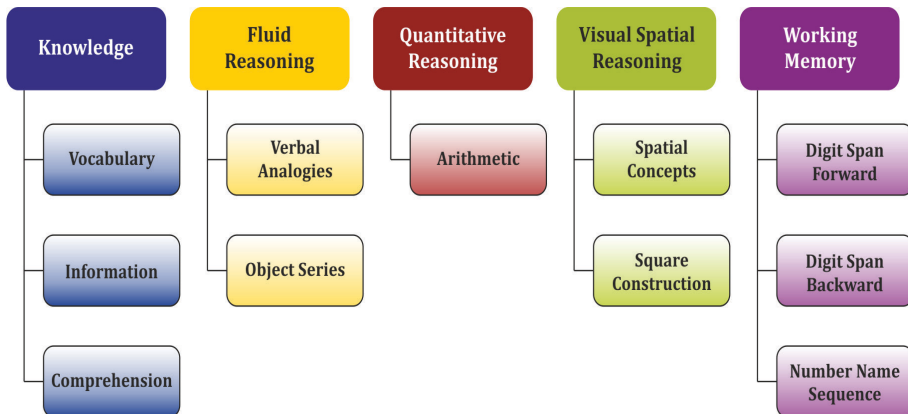 Knowledge
Fluid
Reasoning
Quantitative
Reasoning
Visual Spatial
Reasoning
Working
Memory
Vocabulary
Verbal
Analogies
Arithmetic
Spatial
Concepts
Digit Span
Forward
Information
Object Series
Square
Construction
Digit Span
Backward
Comprehension
Number Name
Sequence